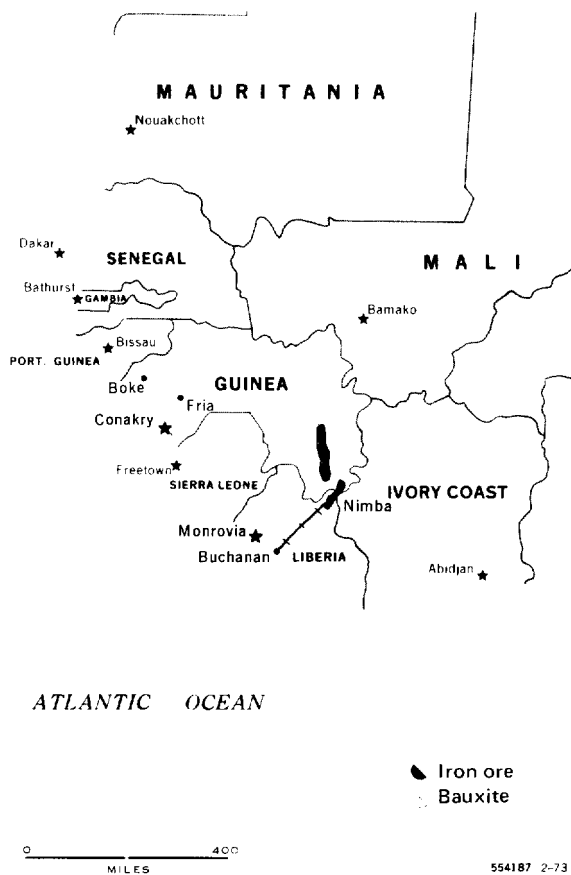 MAURITANIA
Nouakchott
Dakar
SENEGAL
MALI
Bathurst
GAMBIA
Bamako
Bissau
PORT. GUINEA
GUINEA
Boke
Fria
Conakry
Freetown
SIERRA LEONE
IVORY COAST
Nimba
Monrovia
Buchanan
LIBERIA
Abidjan
ATLANTIC OCEAN
Iron ore
Bauxite
0 400
MILES
554187 2-73